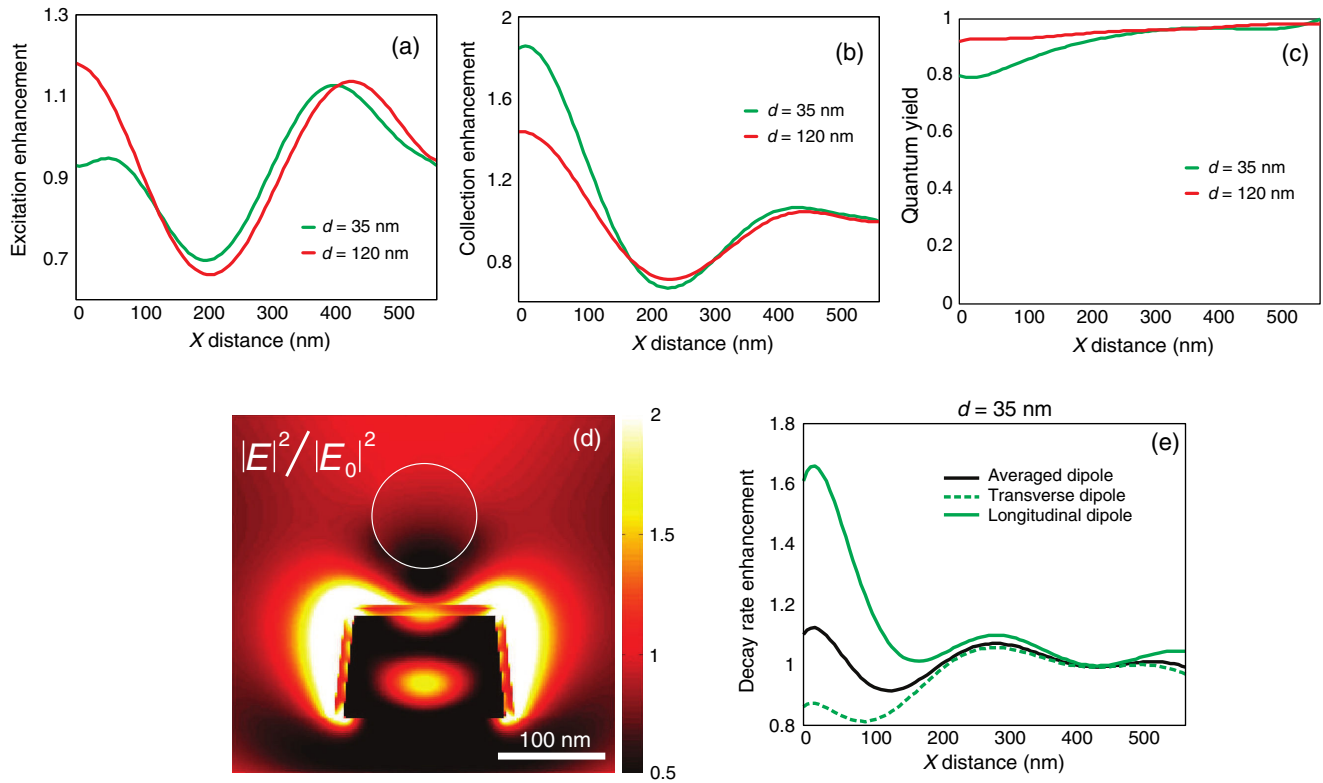 (a)
Excitation enhancement
1.3
1.1
0.9
0.7
d = 35 nm
d = 120 nm
0 100 200 300 400 500
X distance (nm)
(b)
Collection enhancement
2
1.6
1.2
0.8
d = 35 nm
d = 120 nm
0 100 200 300 400 500
X distance (nm)
(c)
Quantum yield
1
0.8
0.6
0.4
0.2
0
d = 35 nm
d = 120 nm
0 100 200 300 400 500
X distance (nm)
|E|²/|E₀|²
(d)
2
1.5
1
0.5
100 nm
d = 35 nm
(e)
Decay rate enhancement
1.8
1.6
1.4
1.2
1
0.8
Averaged dipole
Transverse dipole
Longitudinal dipole
0 100 200 300 400 500
X distance (nm)